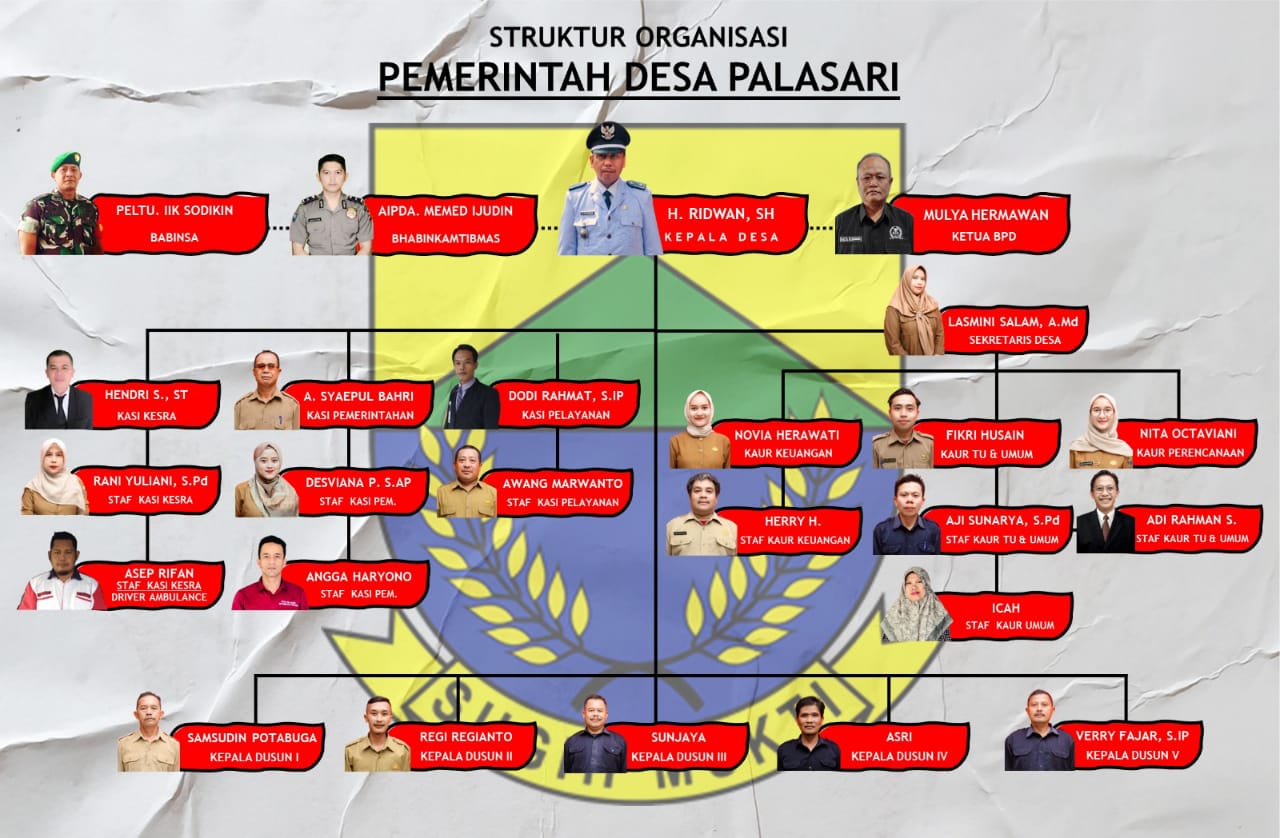 STRUKTUR ORGANISASI
PEMERINTAH DESA PALASARI
PELTU. IIK SODIKIN
BABINSA
AIPDA. MEMED IJUDIN
BHABINKAMTIBMAS
H. RIDWAN, SH
KEPALA DESA
MULYA HERMAWAN
KETUA BPD
LASMINI SALAM, A.Md
SEKRETARIS DESA
HENDRI S., ST
KASI KESRA
A. SYAEPUL BAHRI
KASI PEMERINTAHAN
DODI RAHMAT, S.IP
KASI PELAYANAN
NOVIA HERAWATI
KAUR KEUANGAN
FIKRI HUSAIN
KAUR TU & UMUM
NITA OCTAVIANI
KAUR PERENCANAAN
RANI YULIANI, S.Pd
STAF KASI KESRA
DESVIANA P. S.AP
STAF KASI PEM.
AWANG MARWANTO
STAF KASI PELAYANAN
HERRY H.
STAF KAUR KEUANGAN
AJI SUNARYA, S.Pd
STAF KAUR TU & UMUM
ADI RAHMAN S.
STAF KAUR TU & UMUM
ASEP RIFAN
STAF KASI KESRA
DRIVER AMBULANCE
ANGGA HARYONO
STAF KASI PEM.
ICAH
STAF KAUR UMUM
SAMSUDIN POTABUGA
KEPALA DUSUN I
REGI REGIANTO
KEPALA DUSUN II
SUNJAYA
KEPALA DUSUN III
ASRI
KEPALA DUSUN IV
VERRY FAJAR, S.IP
KEPALA DUSUN V